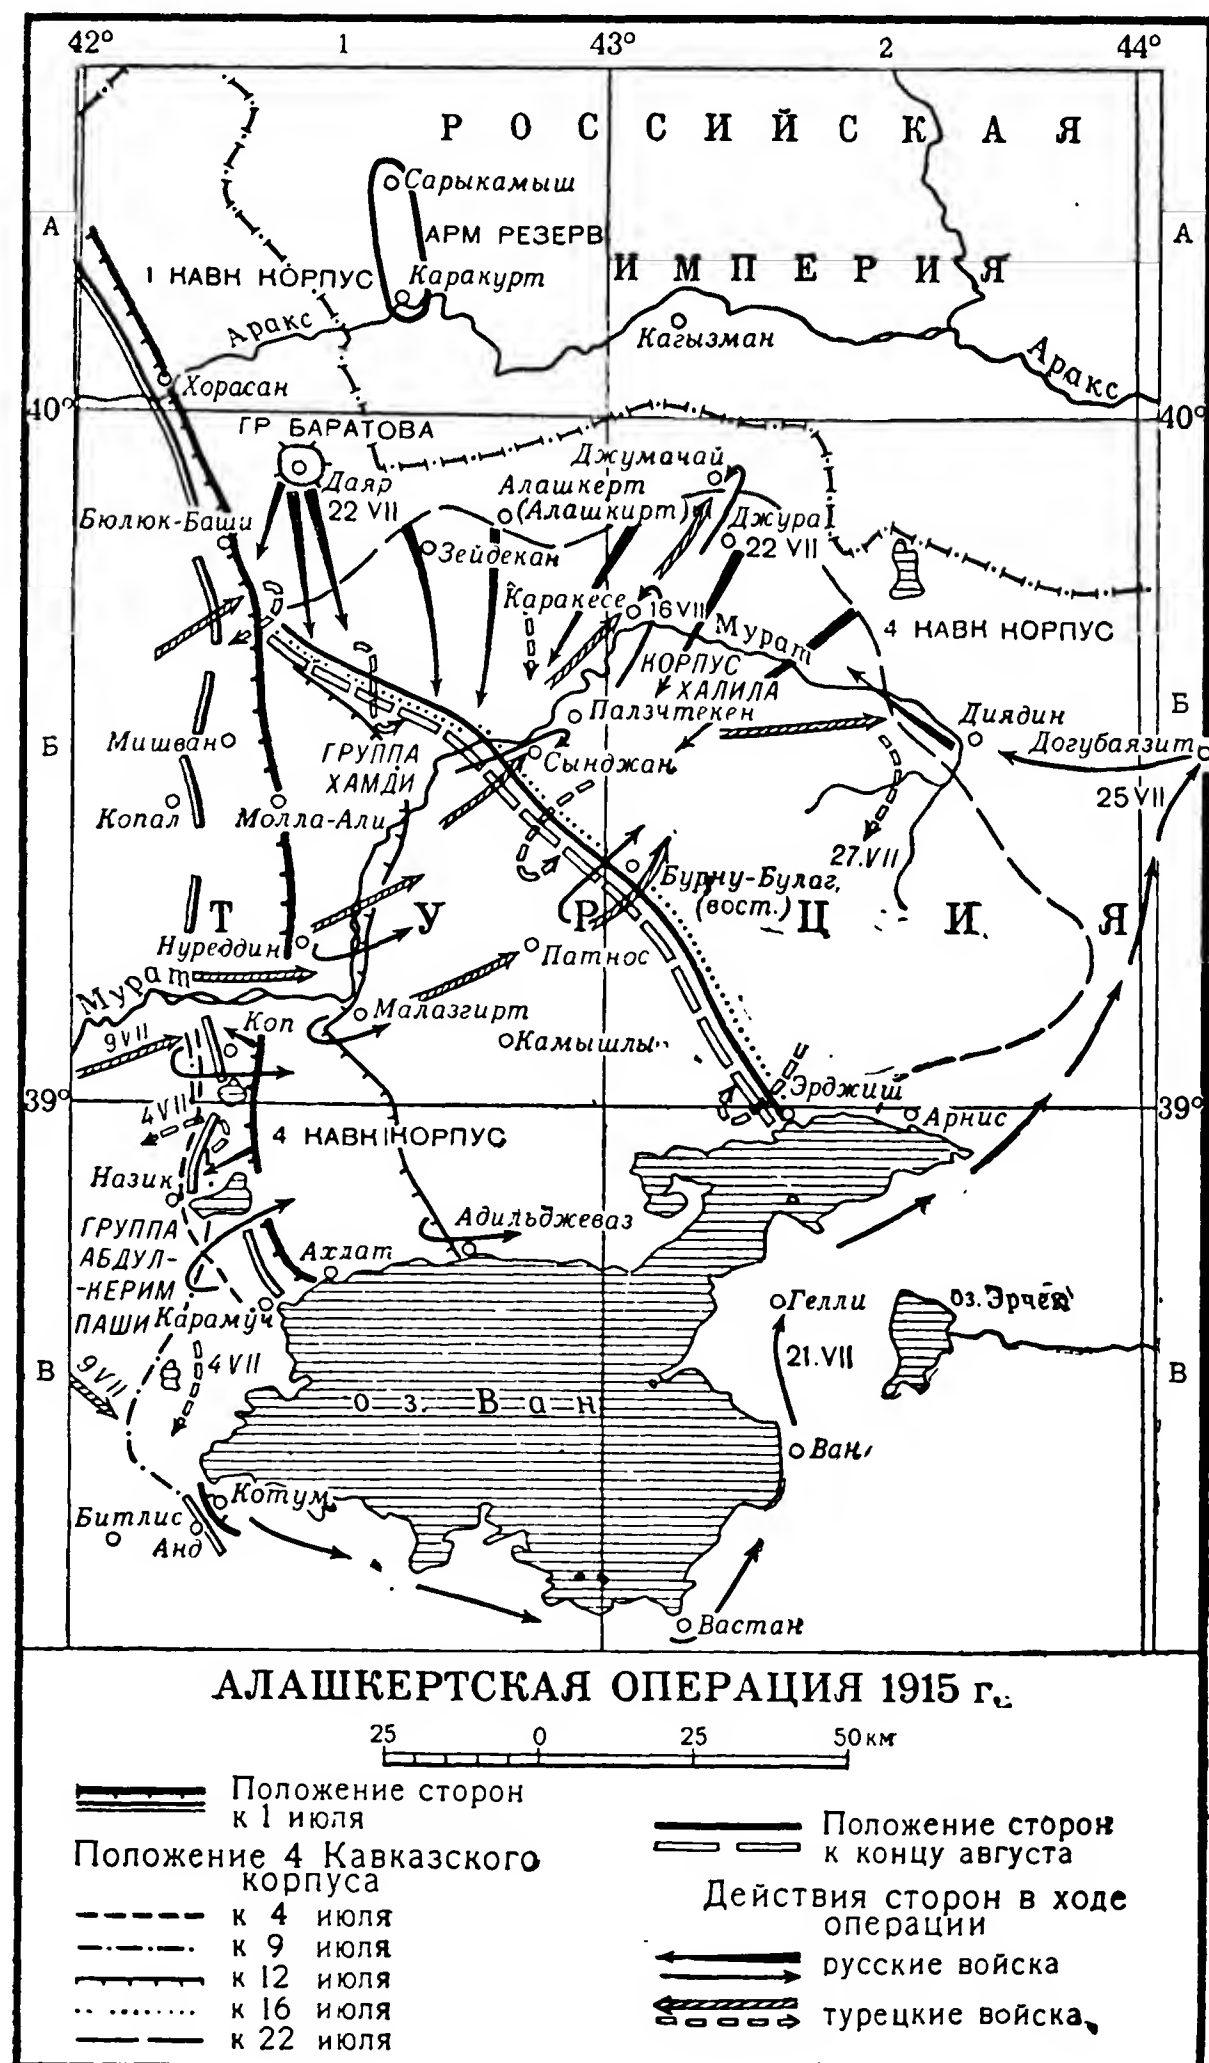 42° 1 43° 2 44°
РОССИЙСКАЯ
Сарыкамыш
А А
АРМ РЕЗЕРВ
ИМПЕРИЯ
1 КАВК КОРПУС
Каракурт
Аракс
Кагызман
Аракс
Хорасан
40° 40°
ГР БАРАТОВА
Джумачай
Даяр
22 VII
Алашкерт
(Алашкирт)
Бюлюк-Баши
Джура
22 VII
Зейдекан
Каракесе
16 VII
Мурат
4 КАВК КОРПУС
КОРПУС
ХАЛИЛА
Палзчтекен
Диядин
Б Б
Мишван
ГРУППА
ХАМДИ
Сынджан
Догубаязит
25 VII
Копал
Молла-Али
27.VII
Бурну-Булаг,
(вост.)
ТУРЦИЯ
Нуреддин
Патнос
Мурат
Малазгирт
Коп
9 VII
Камышлы
Эрджиш
39° 39°
4 VII
Арнис
4 КАВК КОРПУС
Назик
Адильджеваз
ГРУППА
АБДУЛ-
-КЕРИМ
ПАШИ
Ахлат
Карамуч
Гелли
оз. Эрчек
9 VII
4 VII
21.VII
В В
оз. Ван
Ван
Котум
Битлис
Анд
Вастан
АЛАШКЕРТСКАЯ ОПЕРАЦИЯ 1915 г.
25 0 25 50 км
Положение сторон
к 1 июля
Положение 4 Кавказского
корпуса
к 4 июля
к 9 июля
к 12 июля
к 16 июля
к 22 июля
Положение сторон
к концу августа
Действия сторон в ходе
операции
русские войска
турецкие войска